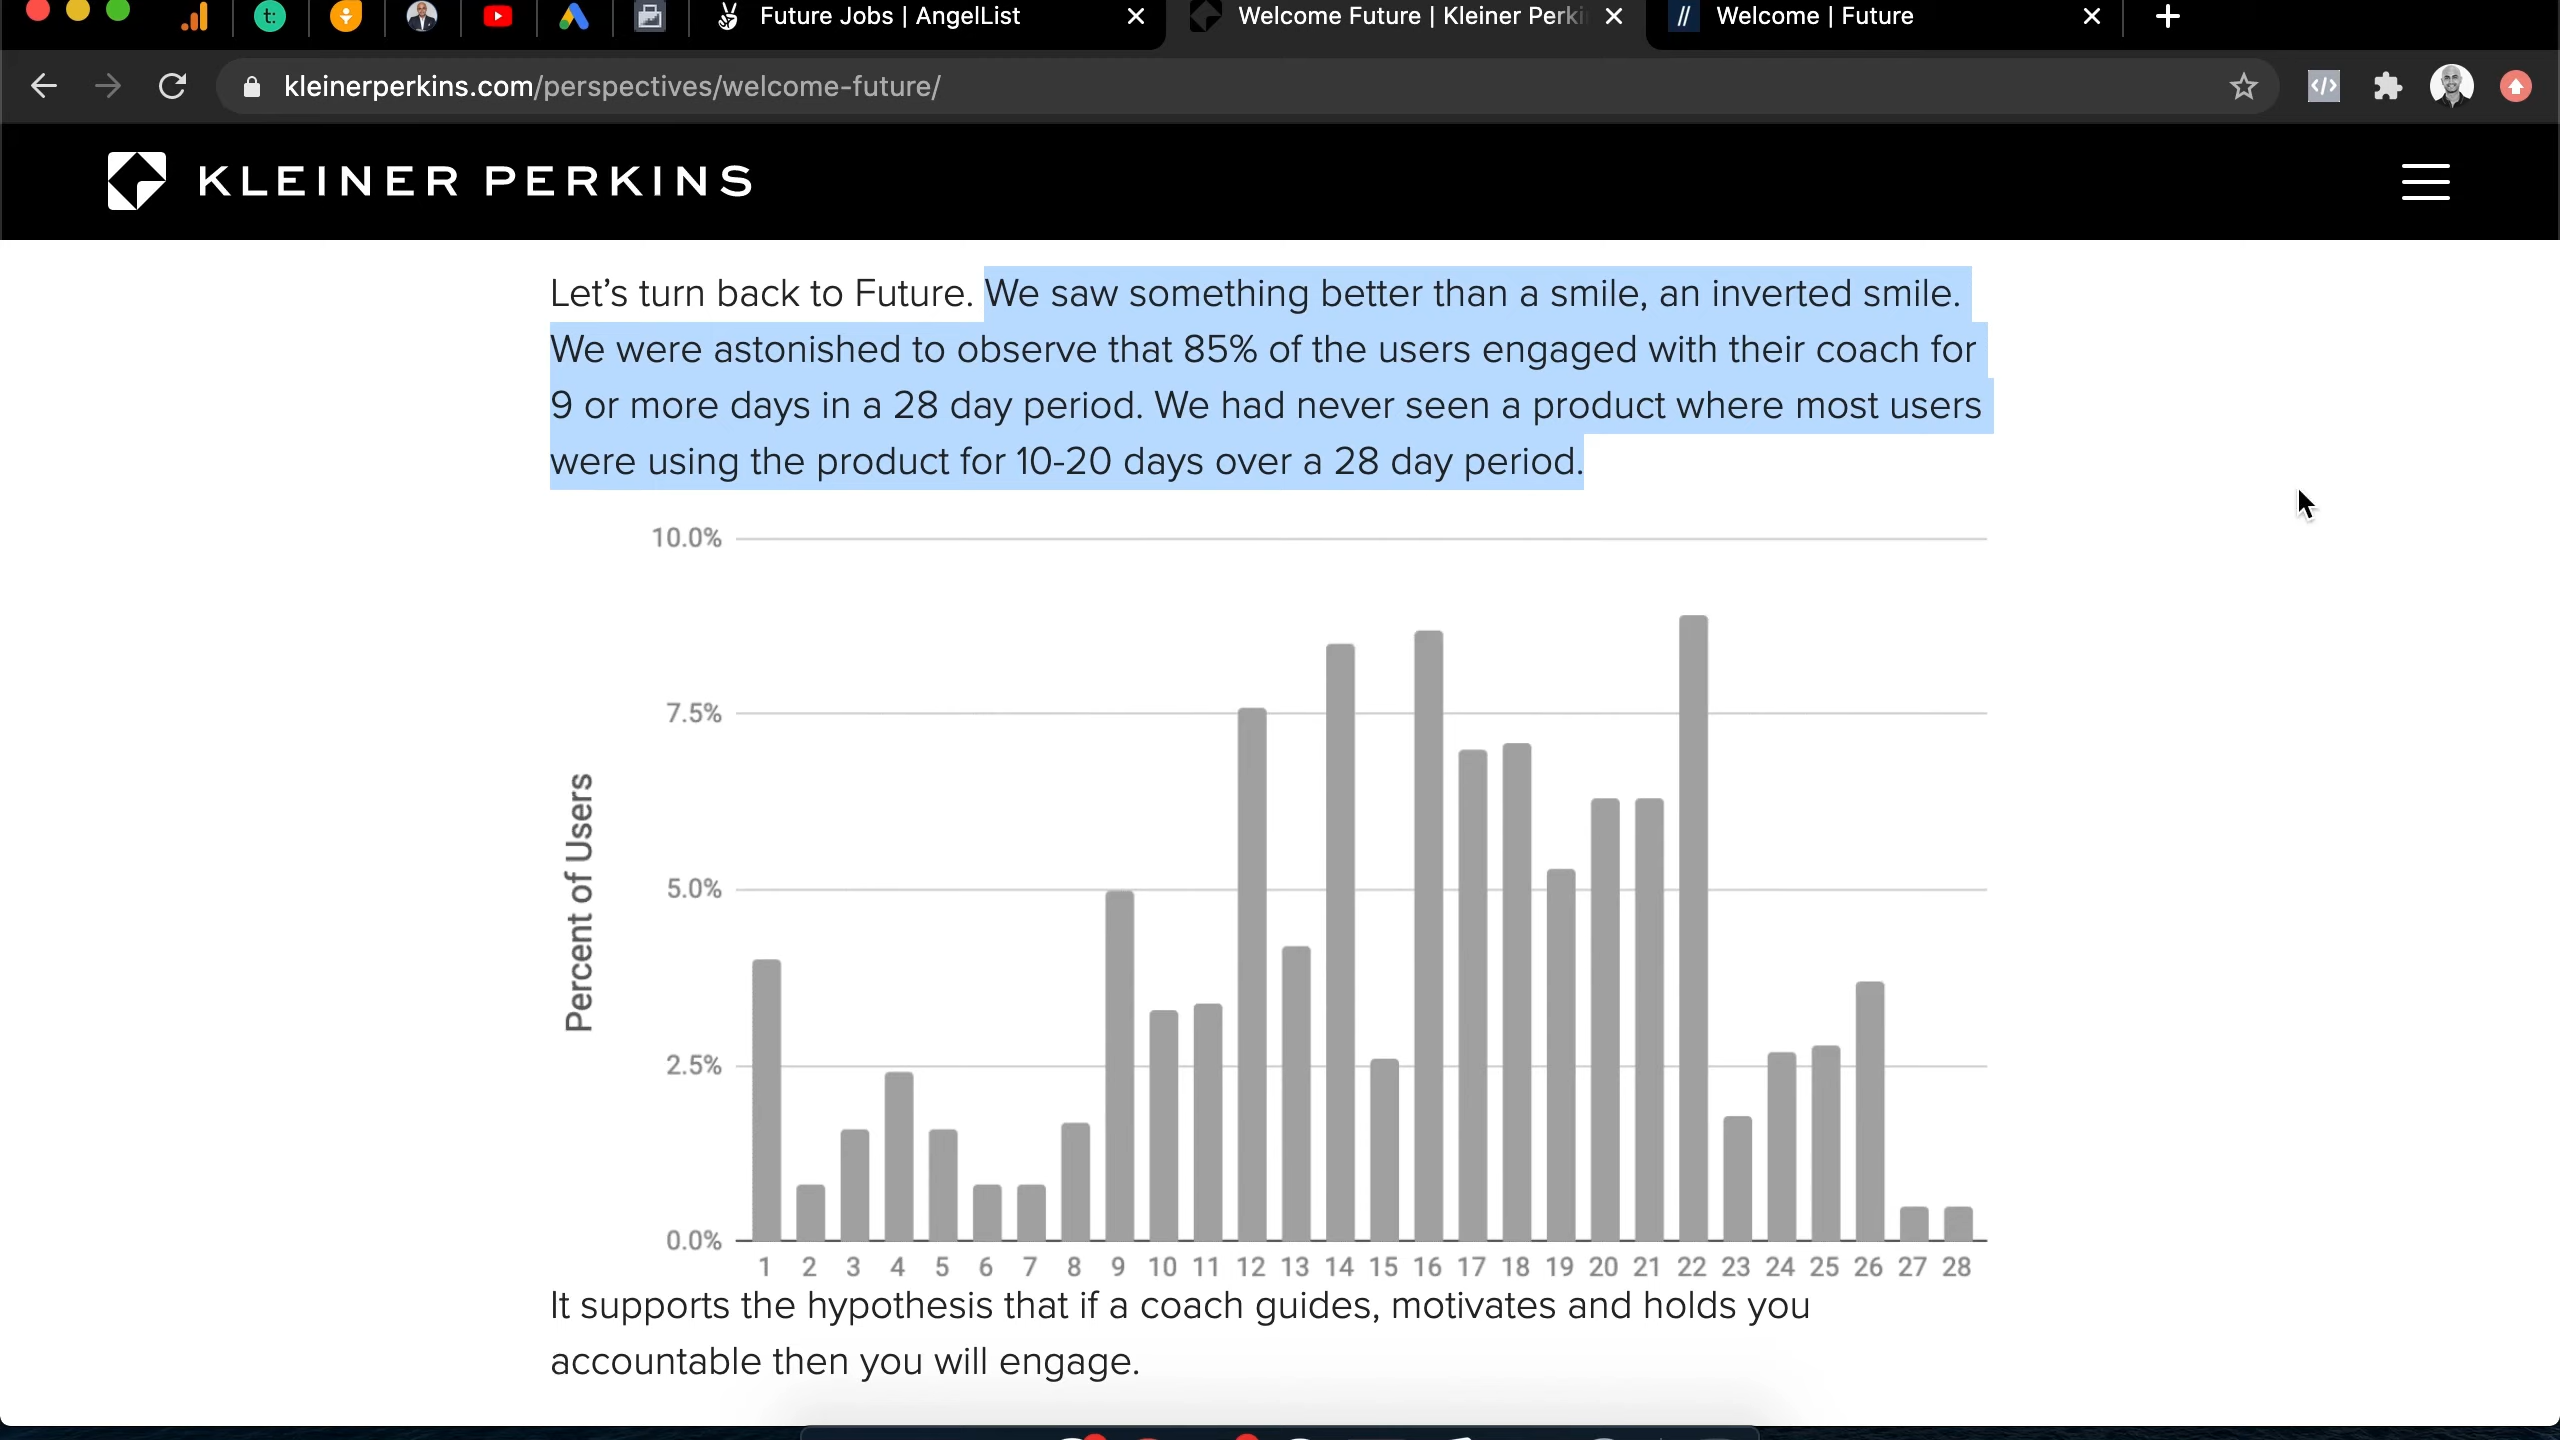 Future Jobs | AngelList
Welcome Future | Kleiner Perki
Welcome | Future
kleinerperkins.com/perspectives/welcome-future/
KLEINER PERKINS
Let’s turn back to Future. We saw something better than a smile, an inverted smile.
We were astonished to observe that 85% of the users engaged with their coach for
9 or more days in a 28 day period. We had never seen a product where most users
were using the product for 10-20 days over a 28 day period.
10.0%
7.5%
5.0%
2.5%
0.0%
Percent of Users
1 2 3 4 5 6 7 8 9 10 11 12 13 14 15 16 17 18 19 20 21 22 23 24 25 26 27 28
It supports the hypothesis that if a coach guides, motivates and holds you
accountable then you will engage.